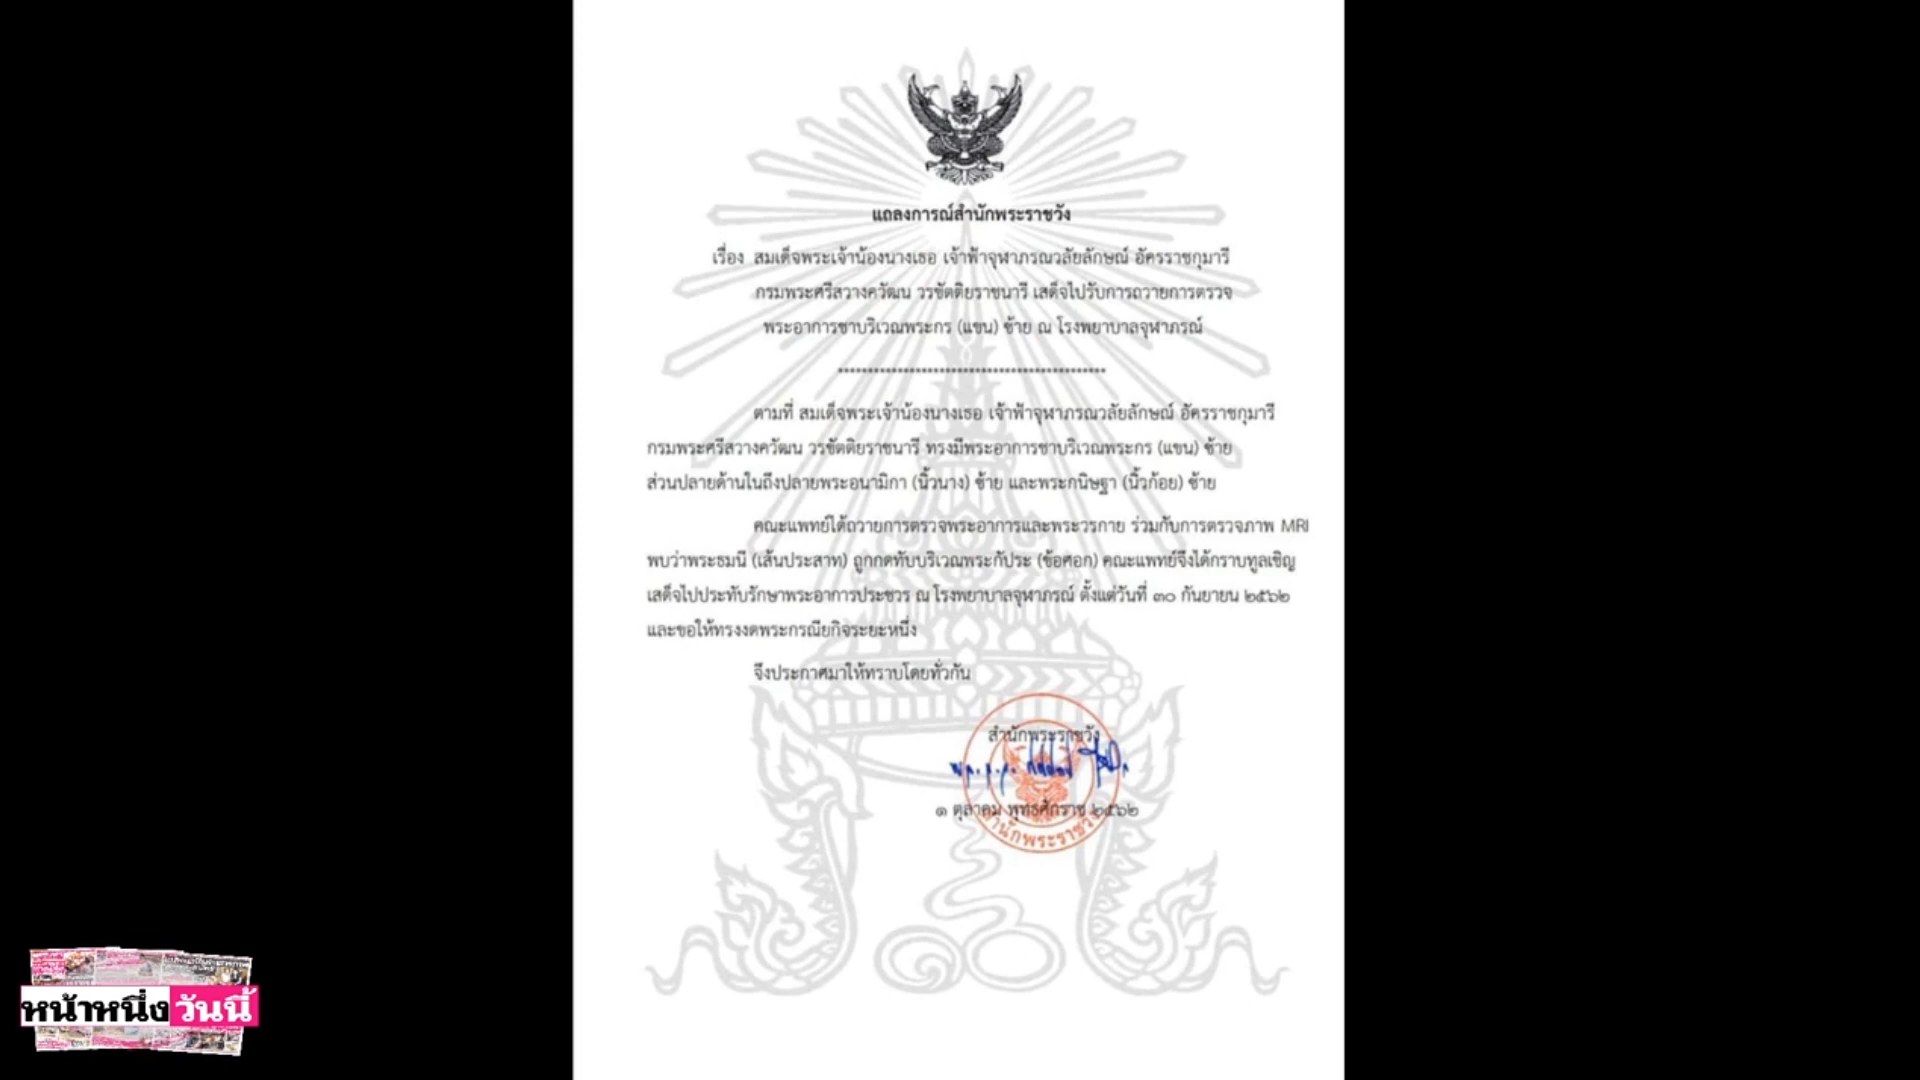 แถลงการณ์สำนักพระราชวัง
เรื่อง สมเด็จพระเจ้าน้องนางเธอ เจ้าฟ้าจุฬาภรณวลัยลักษณ์ อัครราชกุมารี
กรมพระศรีสวางควัฒน วรขัตติยราชนารี เสด็จไปรับการถวายการตรวจ
พระอาการชาบริเวณพระกร (แขน) ซ้าย ณ โรงพยาบาลจุฬาภรณ์
ตามที่ สมเด็จพระเจ้าน้องนางเธอ เจ้าฟ้าจุฬาภรณวลัยลักษณ์ อัครราชกุมารี
กรมพระศรีสวางควัฒน วรขัตติยราชนารี ทรงมีพระอาการชาบริเวณพระกร (แขน) ซ้าย
ส่วนปลายด้านในถึงปลายพระอนามิกา (นิ้วนาง) ซ้าย และพระกนิษฐา (นิ้วก้อย) ซ้าย
คณะแพทย์ได้ถวายการตรวจพระอาการและพระวรกาย ร่วมกับการตรวจภาพ MRI
พบว่าพระธมนี (เส้นประสาท) ถูกกดทับบริเวณพระกัประ (ข้อศอก) คณะแพทย์จึงได้กราบทูลเชิญ
เสด็จไปประทับรักษาพระอาการประชวร ณ โรงพยาบาลจุฬาภรณ์ ตั้งแต่วันที่ ๓๐ กันยายน ๒๕๖๒
และขอให้ทรงงดพระกรณียกิจระยะหนึ่ง
จึงประกาศมาให้ทราบโดยทั่วกัน
สำนักพระราชวัง
๑ ตุลาคม พุทธศักราช ๒๕๖๒
สำนักพระราชวัง
หน้าหนึ่งวันนี้